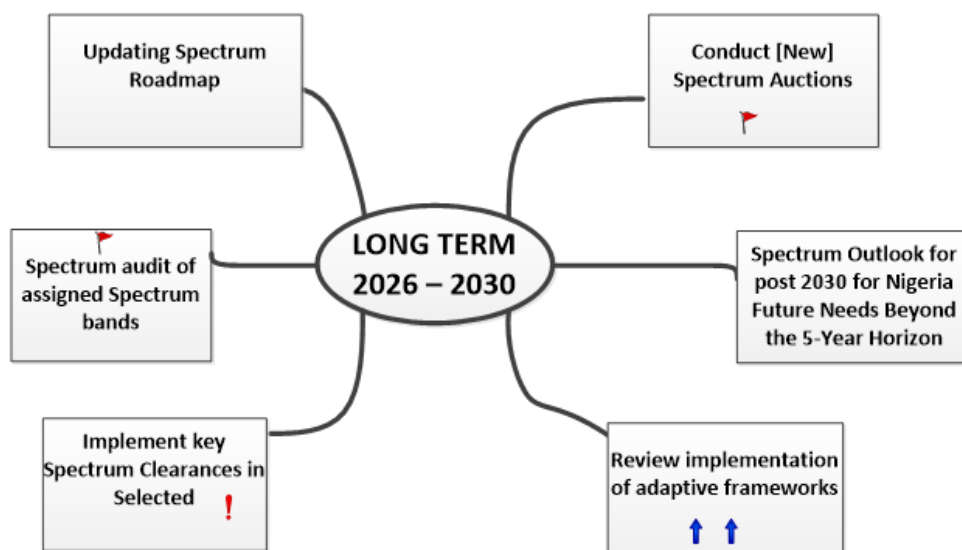 Updating Spectrum
Roadmap
Conduct [New]
Spectrum Auctions
LONG TERM
2026 – 2030
Spectrum audit of
assigned Spectrum
bands
Spectrum Outlook for
post 2030 for Nigeria
Future Needs Beyond
the 5-Year Horizon
Implement key
Spectrum Clearances in
Selected
Review implementation
of adaptive frameworks